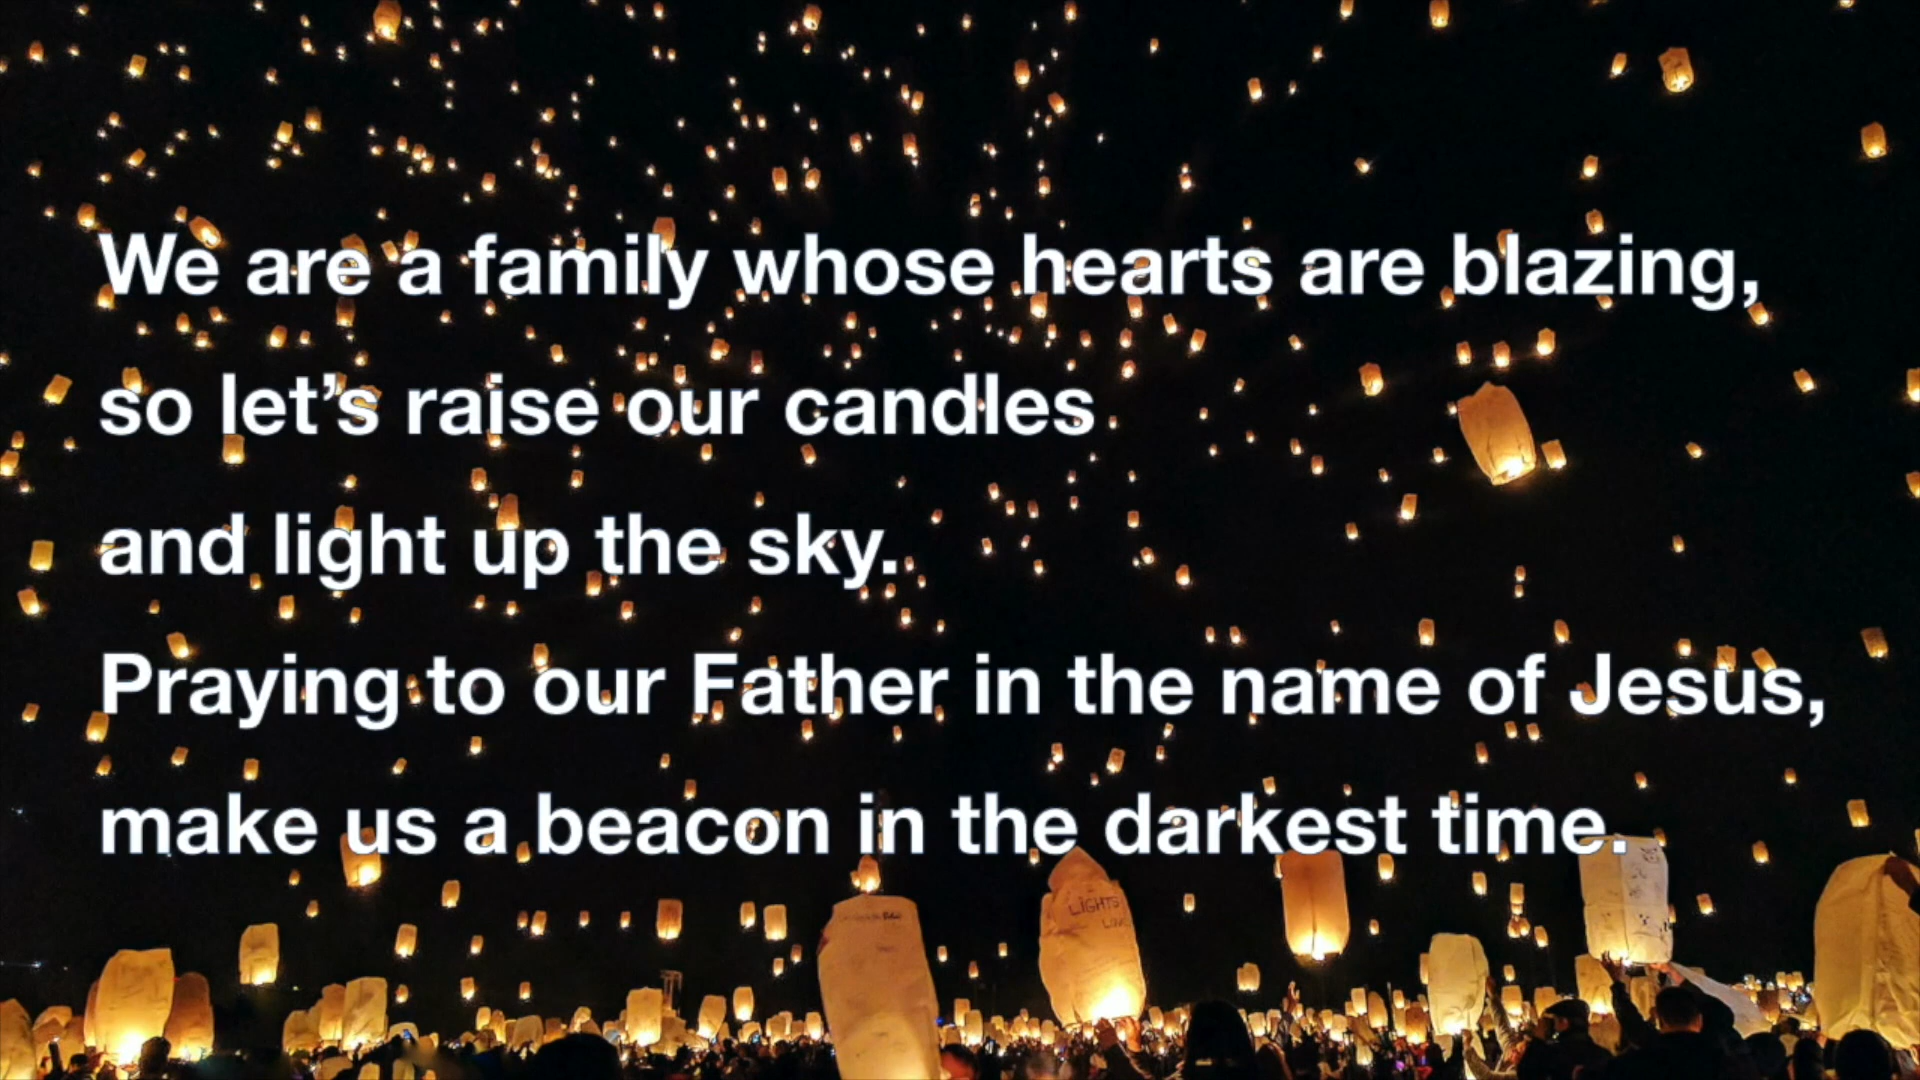 We are a family whose hearts are blazing,
so let’s raise our candles
and light up the sky.
Praying to our Father in the name of Jesus,
make us a beacon in the darkest time.
LIGHTS